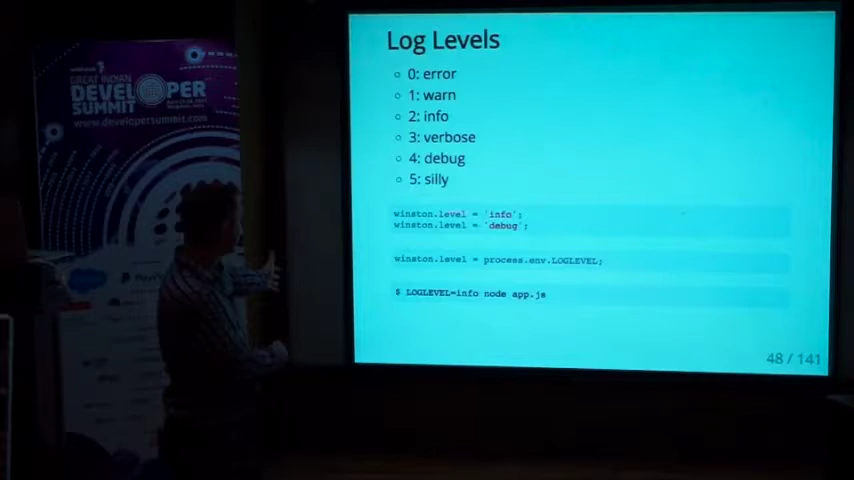 GREAT INDIAN
DEVELOPER
SUMMIT
www.developersummit.com
Log Levels
0: error
1: warn
2: info
3: verbose
4: debug
5: silly
winston.level = 'info';
winston.level = 'debug';
winston.level = process.env.LOGLEVEL;
$ LOGLEVEL=info node app.js
48 / 141